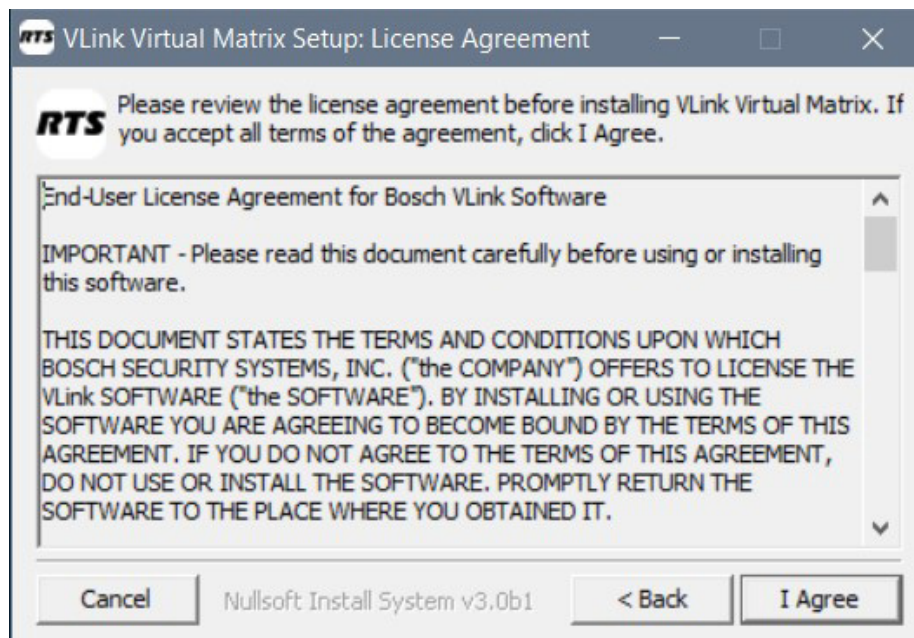 RTS VLink Virtual Matrix Setup: License Agreement
RTS
Please review the license agreement before installing VLink Virtual Matrix. If
you accept all terms of the agreement, click I Agree.
End-User License Agreement for Bosch VLink Software
IMPORTANT - Please read this document carefully before using or installing
this software.
THIS DOCUMENT STATES THE TERMS AND CONDITIONS UPON WHICH
BOSCH SECURITY SYSTEMS, INC. ("the COMPANY") OFFERS TO LICENSE THE
VLink SOFTWARE ("the SOFTWARE"). BY INSTALLING OR USING THE
SOFTWARE YOU ARE AGREEING TO BECOME BOUND BY THE TERMS OF THIS
AGREEMENT. IF YOU DO NOT AGREE TO THE TERMS OF THIS AGREEMENT,
DO NOT USE OR INSTALL THE SOFTWARE. PROMPTLY RETURN THE
SOFTWARE TO THE PLACE WHERE YOU OBTAINED IT.
Cancel Nullsoft Install System v3.0b1 < Back I Agree